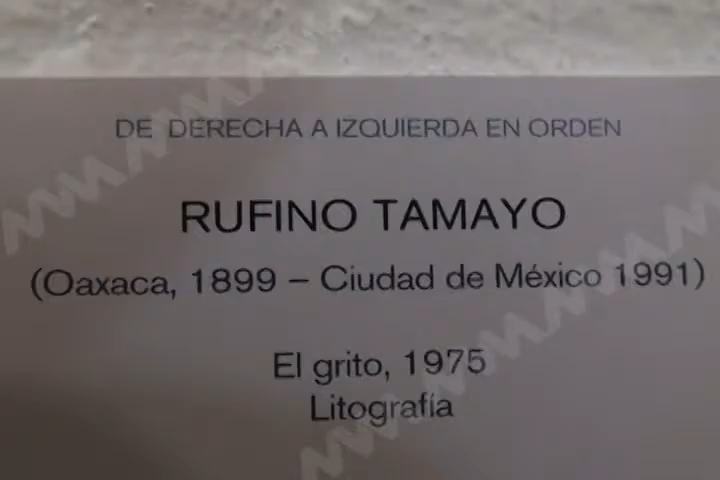 DE DERECHA A IZQUIERDA EN ORDEN
RUFINO TAMAYO
(Oaxaca, 1899 – Ciudad de México 1991)
El grito, 1975
Litografía